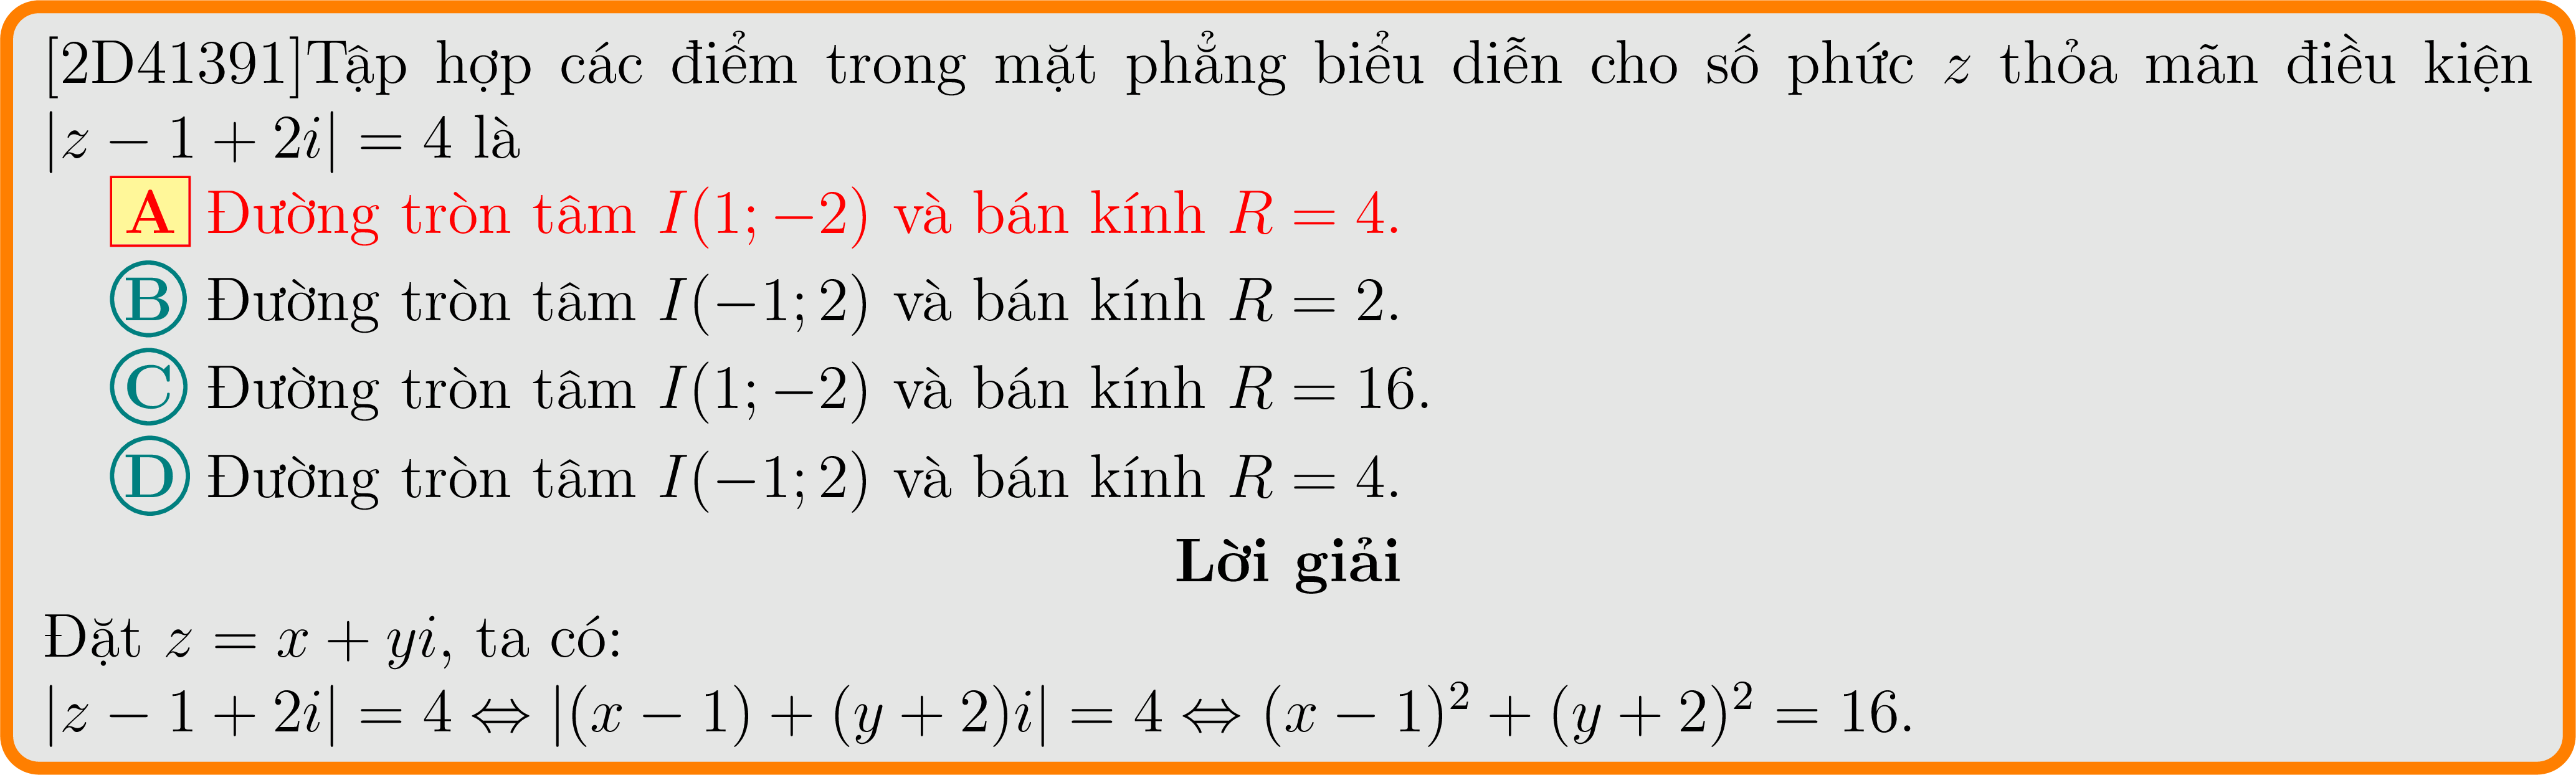 [2D41391]Tập hợp các điểm trong mặt phẳng biểu diễn cho số phức z thỏa mãn điều kiện
|z − 1 + 2i| = 4 là
A Đường tròn tâm I(1; −2) và bán kính R = 4.
B Đường tròn tâm I(−1; 2) và bán kính R = 2.
C Đường tròn tâm I(1; −2) và bán kính R = 16.
D Đường tròn tâm I(−1; 2) và bán kính R = 4.
Lời giải
Đặt z = x + yi, ta có:
|z − 1 + 2i| = 4 ⇔ |(x − 1) + (y + 2)i| = 4 ⇔ (x − 1)² + (y + 2)² = 16.